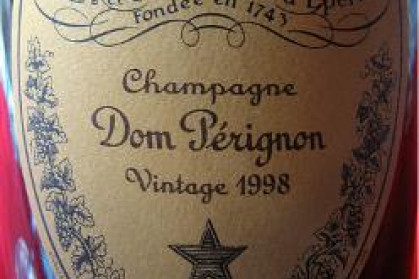 Fondée en 1743
Champagne
Dom Pérignon
Vintage 1998